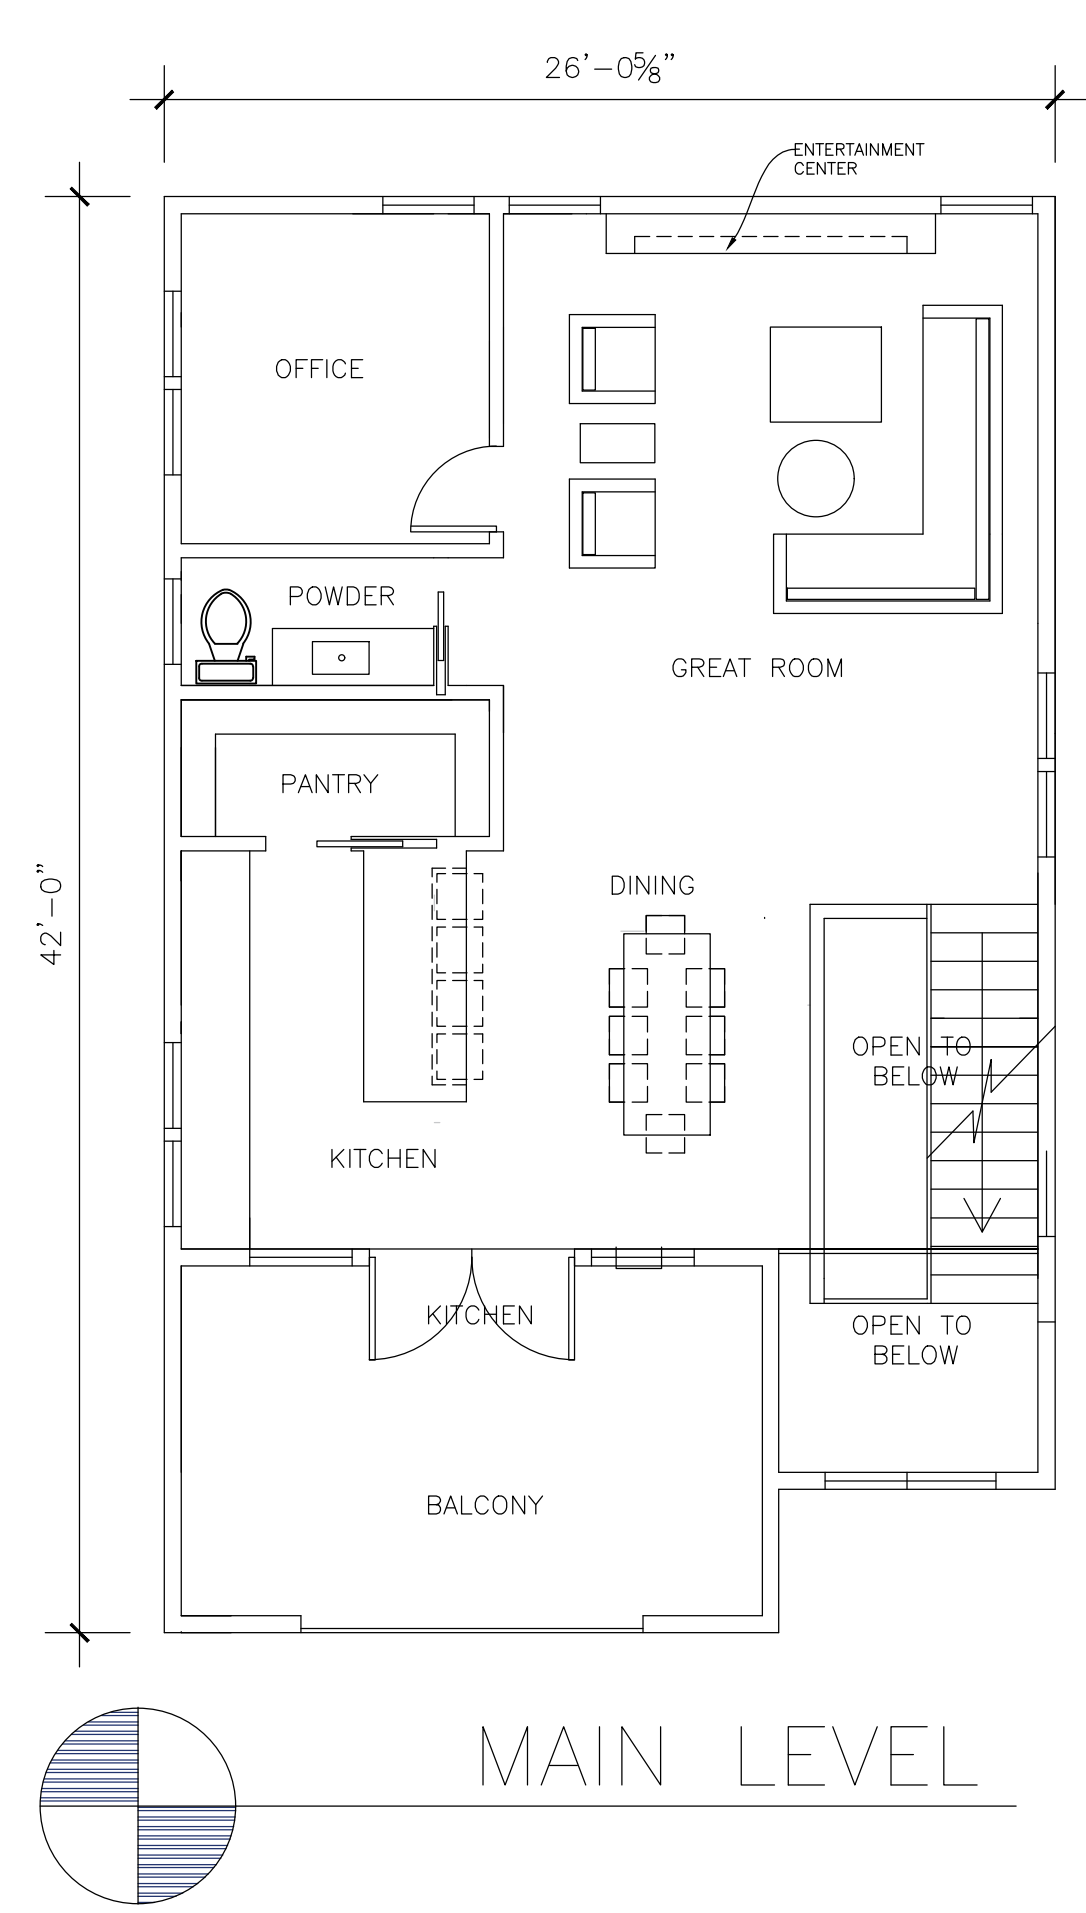 26'-0⅝"
ENTERTAINMENT
CENTER
OFFICE
POWDER
GREAT ROOM
PANTRY
42'-0"
DINING
OPEN TO
BELOW
KITCHEN
KITCHEN
OPEN TO
BELOW
BALCONY
MAIN LEVEL